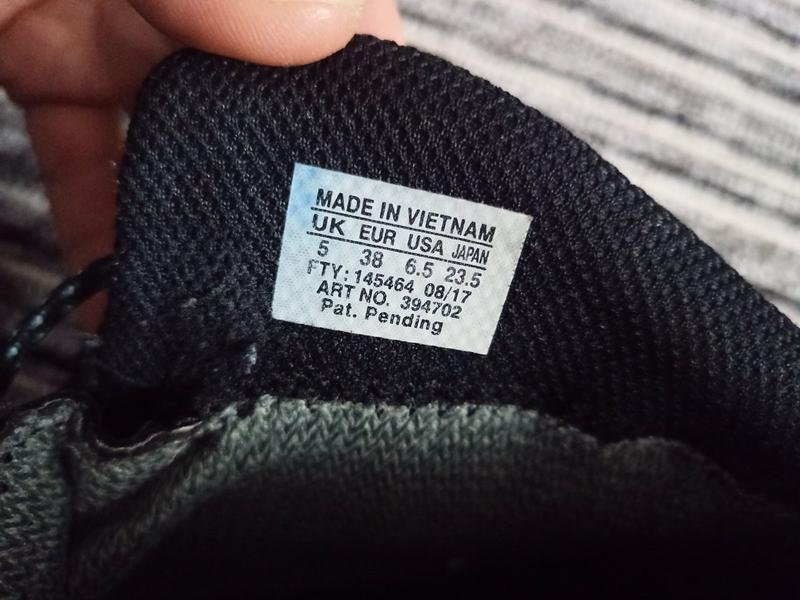 MADE IN VIETNAM
UK EUR USA JAPAN
5 38 6.5 23.5
FTY: 145464 08/17
ART NO. 394702
Pat. Pending